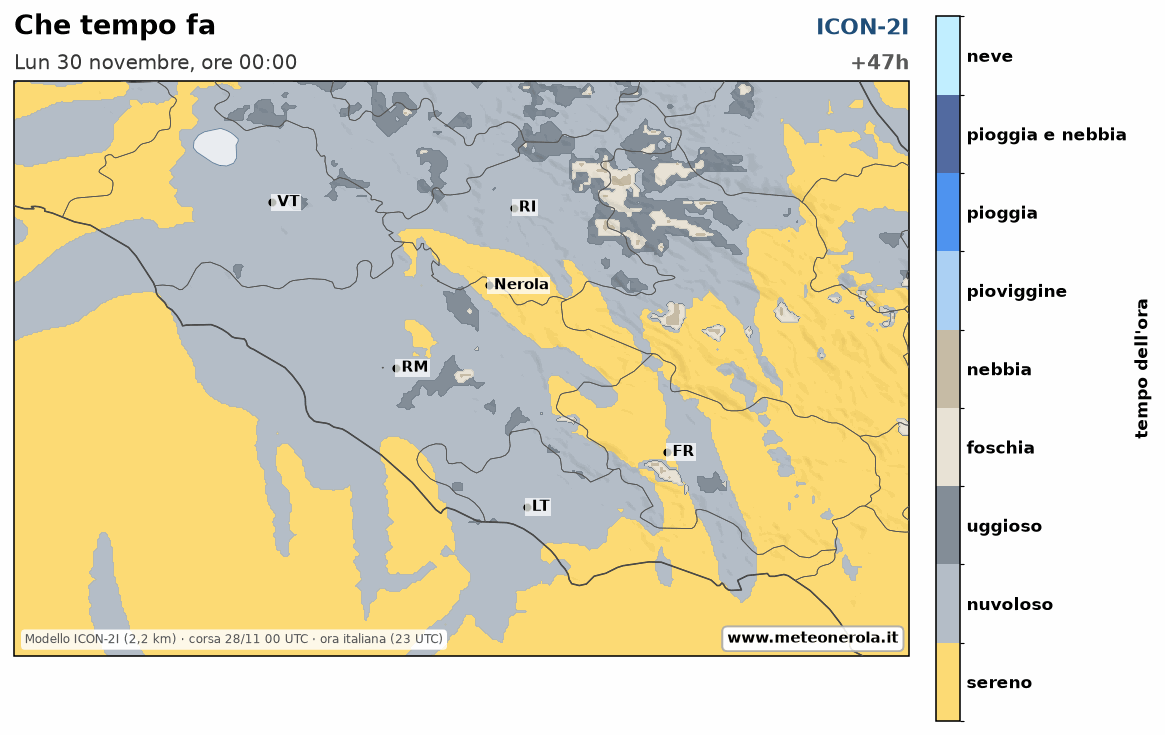 Che tempo fa
ICON-2I
Lun 30 novembre, ore 00:00
+47h
VT
RI
Nerola
RM
FR
LT
Modello ICON-2I (2,2 km) · corsa 28/11 00 UTC · ora italiana (23 UTC)
www.meteonerola.it
neve
pioggia e nebbia
pioggia
pioviggine
nebbia
foschia
uggioso
nuvoloso
sereno
tempo dell'ora